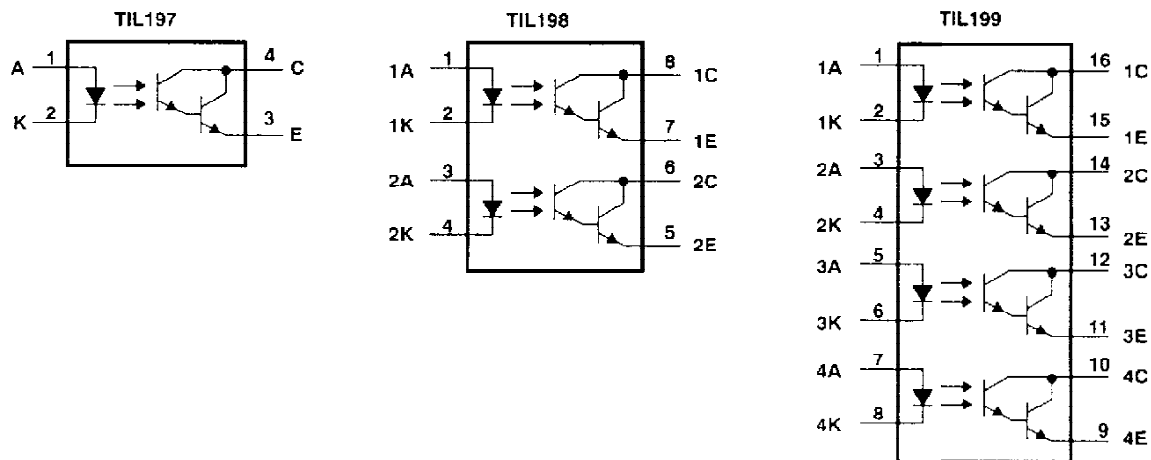 TIL197
A 1 4 C
K 2 3 E
TIL198
1A 1 8 1C
1K 2 7 1E
2A 3 6 2C
2K 4 5 2E
TIL199
1A 1 16 1C
1K 2 15 1E
2A 3 14 2C
2K 4 13 2E
3A 5 12 3C
3K 6 11 3E
4A 7 10 4C
4K 8 9 4E